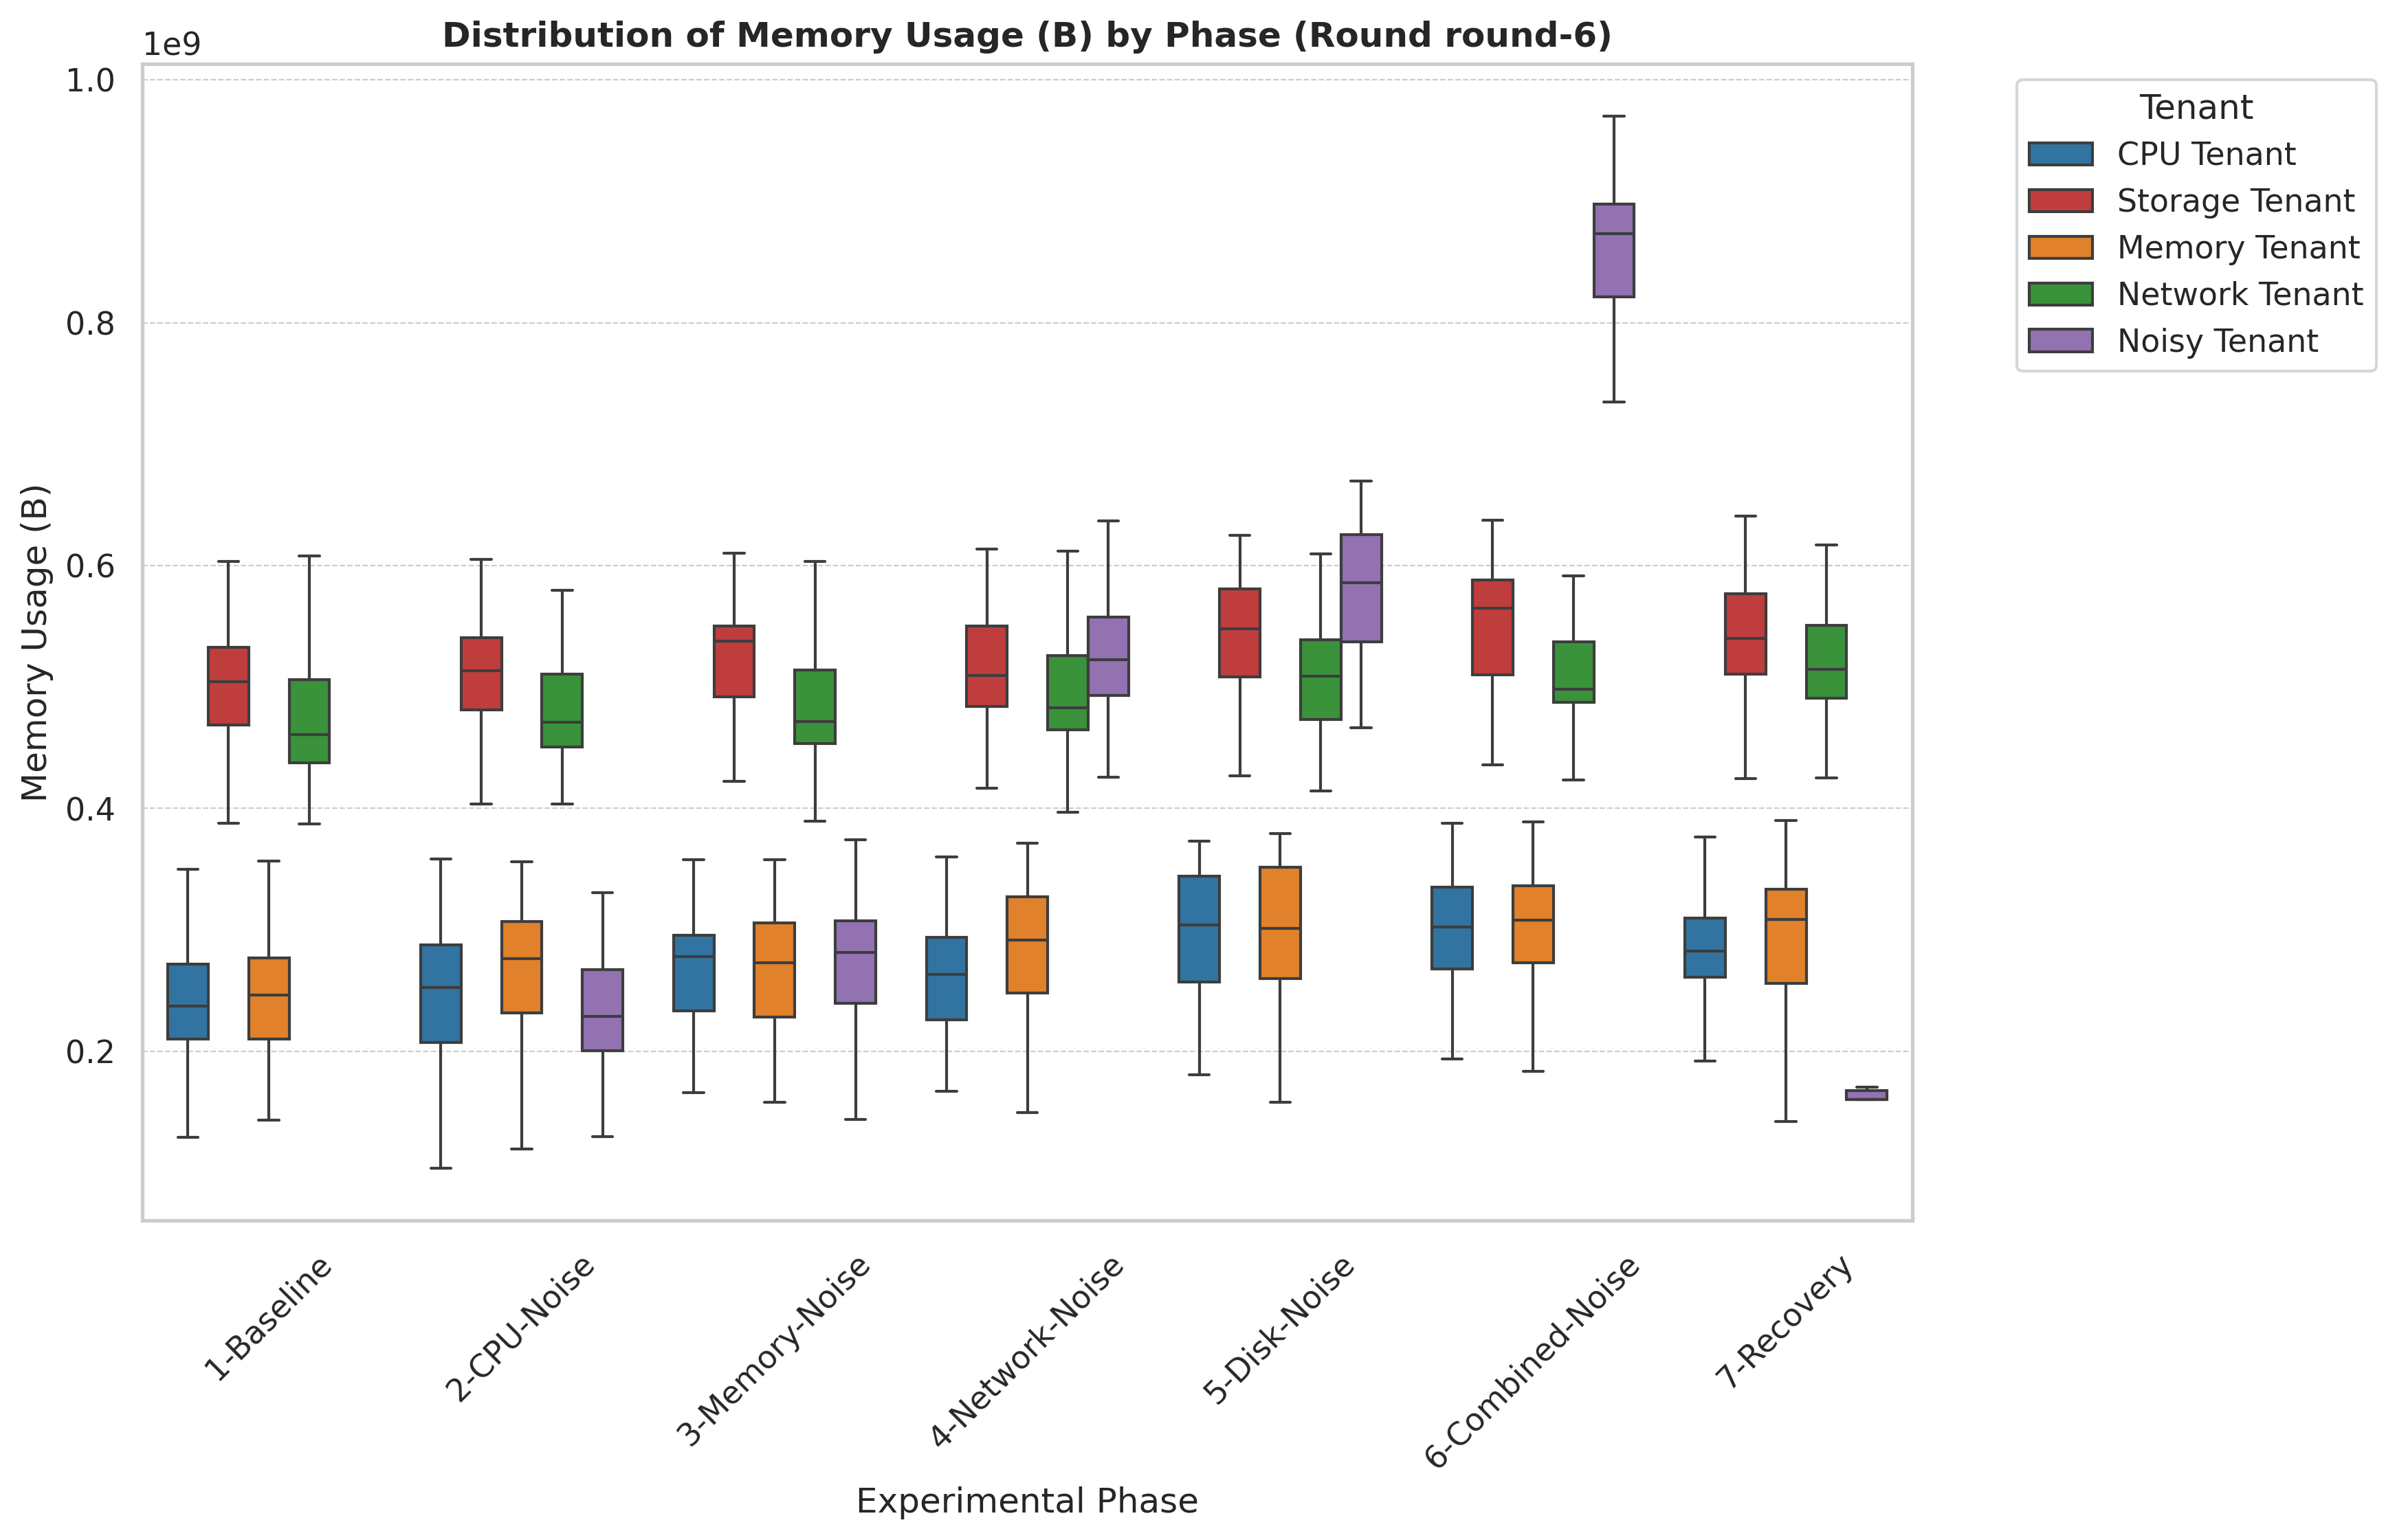 Distribution of Memory Usage (B) by Phase (Round round-6)
1e9
1.0
0.8
0.6
0.4
0.2
Memory Usage (B)
1-Baseline
2-CPU-Noise
3-Memory-Noise
4-Network-Noise
5-Disk-Noise
6-Combined-Noise
7-Recovery
Experimental Phase
Tenant
CPU Tenant
Storage Tenant
Memory Tenant
Network Tenant
Noisy Tenant